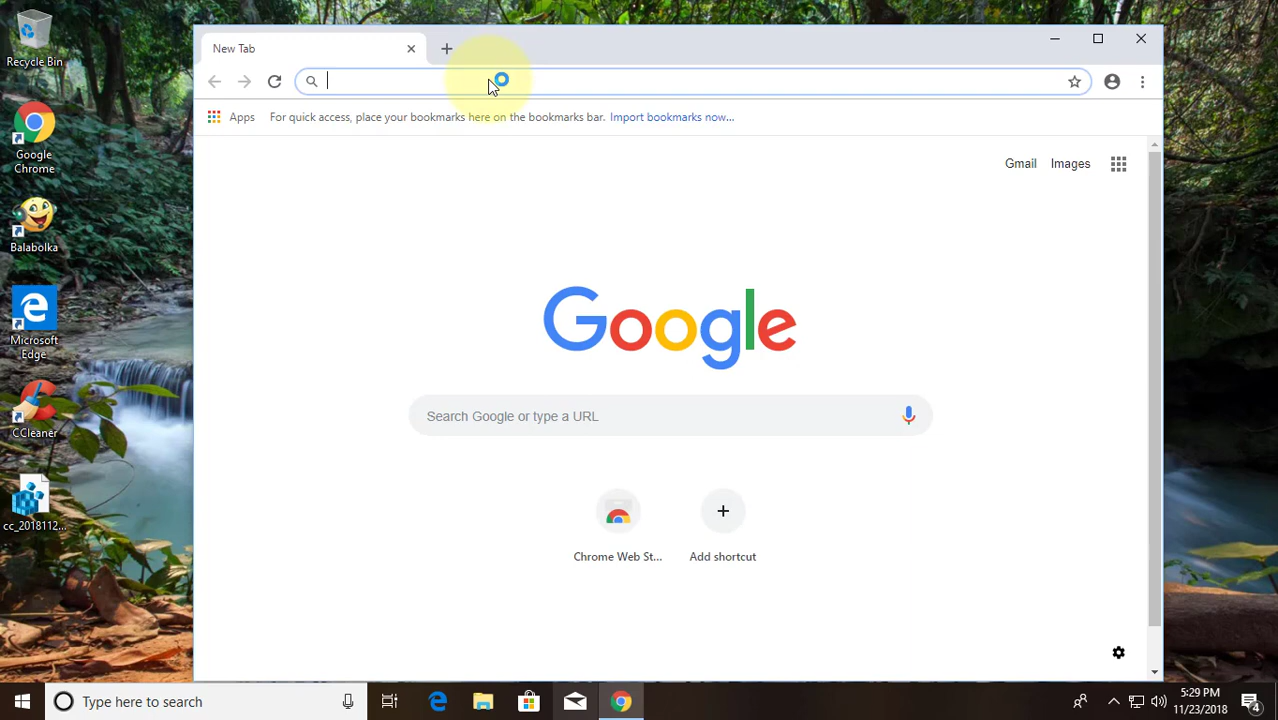 Recycle Bin
Google
Chrome
Balabolka
Microsoft
Edge
CCleaner
cc_2018112...
New Tab
Apps
For quick access, place your bookmarks here on the bookmarks bar. Import bookmarks now...
Gmail
Images
Google
Search Google or type a URL
Chrome Web St...
Add shortcut
Type here to search
5:29 PM
11/23/2018
4